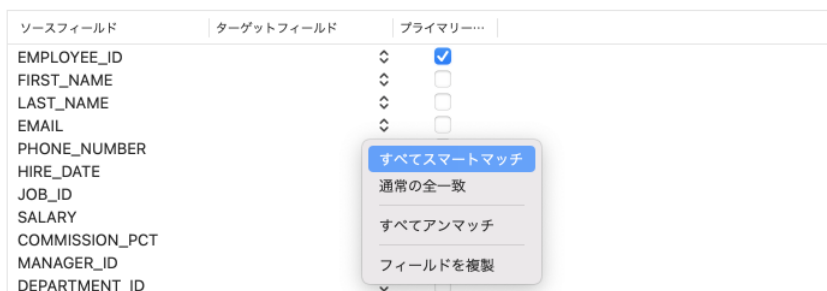 ソースフィールド ターゲットフィールド プライマリー…
EMPLOYEE_ID
FIRST_NAME
LAST_NAME
EMAIL
PHONE_NUMBER
すべてスマートマッチ
HIRE_DATE
通常の全一致
JOB_ID
SALARY
すべてアンマッチ
COMMISSION_PCT
MANAGER_ID
フィールドを複製
DEPARTMENT_ID